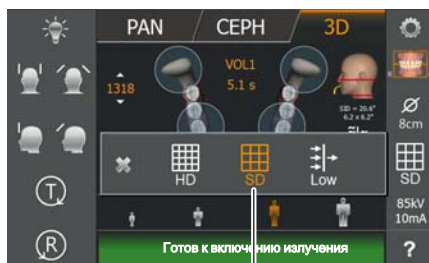 PAN CEPH 3D
VOL1
1318 5.1 s
R
SID = 20.6"
6.2 x 6.2"
Ø
8cm
HD SD Low
SD
85kV
10mA
T
R
Готов к включению излучения
?